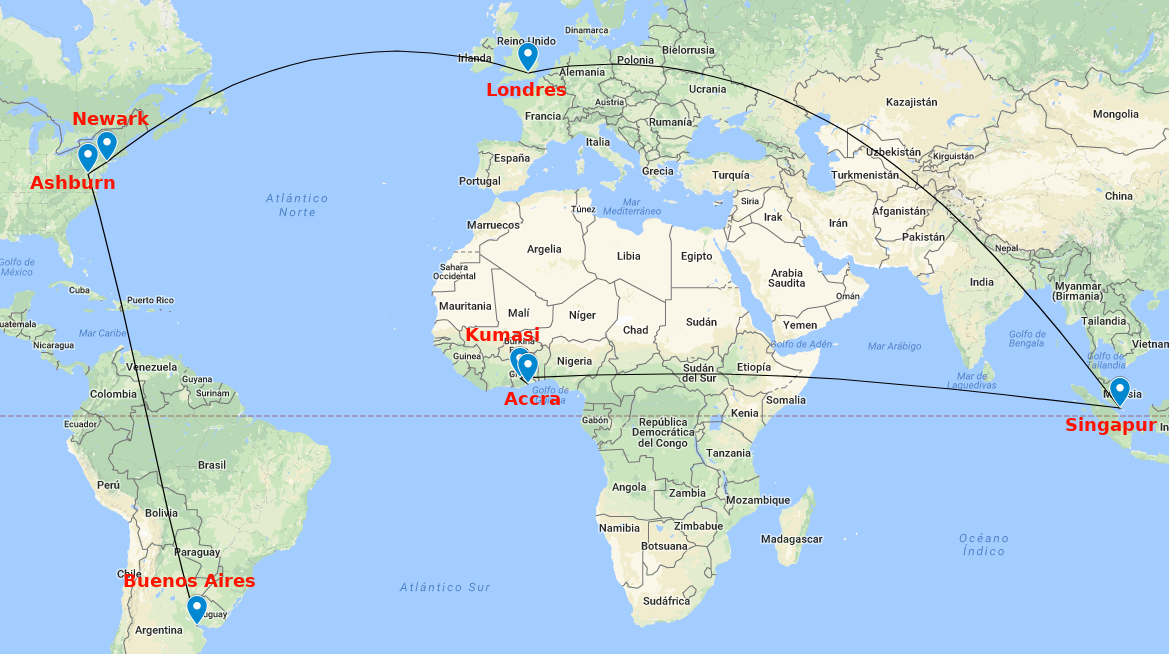 Dinamarca
Reino Unido
Irlanda
Bielorrusia
Londres
Polonia
Alemania
Ucrania
Kazajistán
Mongolia
Newark
Francia
Austria
Rumanía
Italia
Uzbekistán
Kirguistán
España
Ashburn
Portugal
Grecia
Turquía
Turkmenistán
China
Atlántico
Norte
Túnez
Mar
Mediterráneo
Siria
Irak
Irán
Afganistán
Pakistán
Marruecos
Argelia
Libia
Egipto
Nepal
Golfo de
México
Sahara
Occidental
Arabia
Saudita
India
Myanmar
(Birmania)
Cuba
Puerto Rico
Mauritania
Malí
Níger
Chad
Sudán
Omán
Yemen
Tailandia
Mar Caribe
Nicaragua
Kumasi
Golfo de Adén
Mar Arábigo
Golfo de
Bengala
Guinea
Nigeria
Sudán
del Sur
Etiopía
Golfo de
Tailandia
Venezuela
Guyana
Surinam
Colombia
Mar de
Laquedivas
Accra
Golfo de
Somalia
Ecuador
Gabón
República
Democrática
del Congo
Kenia
Singapur
Brasil
Tanzania
Perú
Angola
Zambia
Mozambique
Bolivia
Namibia
Zimbabue
Botsuana
Madagascar
Océano
Índico
Paraguay
Chile
Buenos Aires
Atlántico Sur
Sudáfrica
Argentina